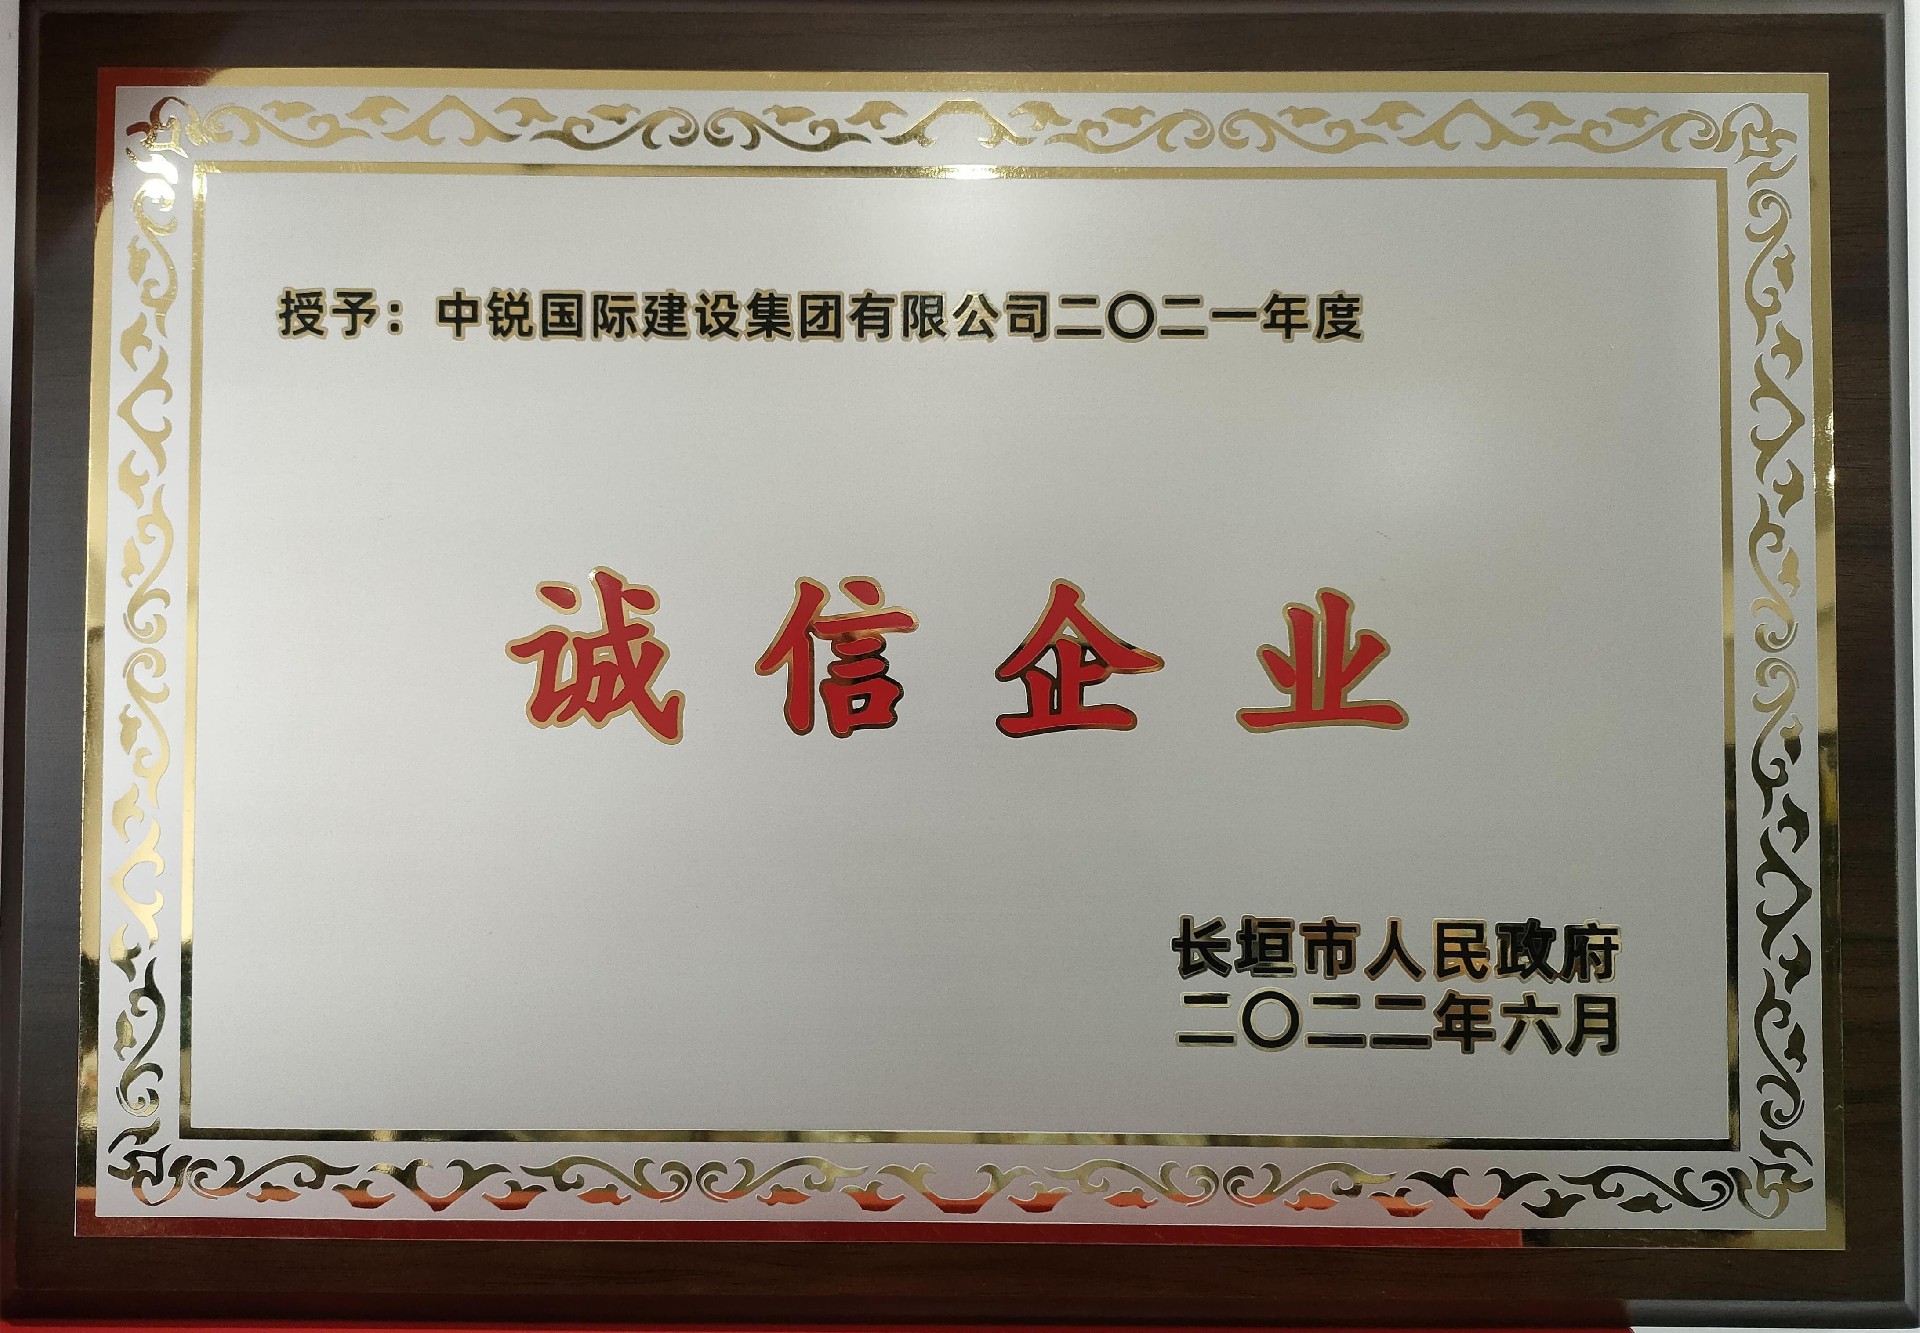 授予：中锐国际建设集团有限公司二〇二一年度
诚信企业
长垣市人民政府
二〇二二年六月